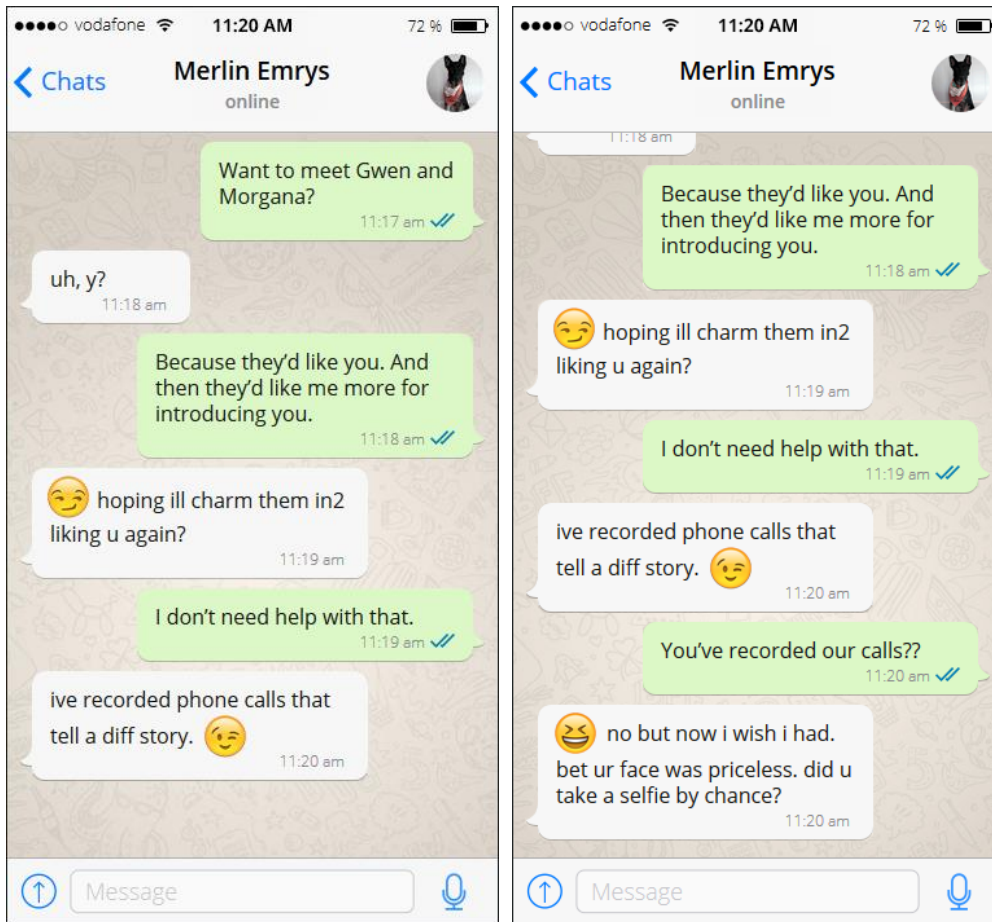 vodafone 11:20 AM 72 %
Chats Merlin Emrys
online
Want to meet Gwen and
Morgana?
11:17 am
uh, y?
11:18 am
Because they’d like you. And
then they’d like me more for
introducing you.
11:18 am
😏 hoping ill charm them in2
liking u again?
11:19 am
I don’t need help with that.
11:19 am
ive recorded phone calls that
tell a diff story. 😉
11:20 am
Message
vodafone 11:20 AM 72 %
Chats Merlin Emrys
online
11:18 am
Because they’d like you. And
then they’d like me more for
introducing you.
11:18 am
😏 hoping ill charm them in2
liking u again?
11:19 am
I don’t need help with that.
11:19 am
ive recorded phone calls that
tell a diff story. 😉
11:20 am
You’ve recorded our calls??
11:20 am
😆 no but now i wish i had.
bet ur face was priceless. did u
take a selfie by chance?
11:20 am
Message